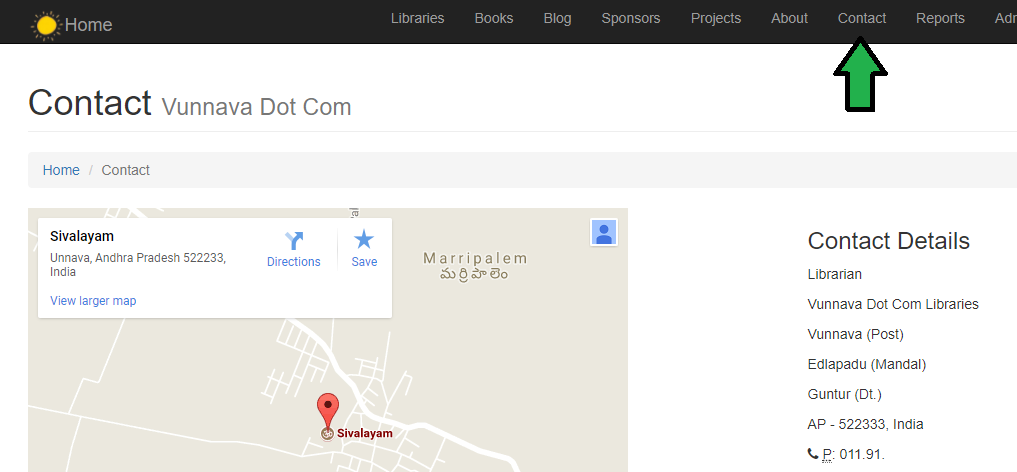 Home Libraries Books Blog Sponsors Projects About Contact Reports
Contact Vunnava Dot Com
Home / Contact
Sivalayam
Unnava, Andhra Pradesh 522233,
India
Directions
Save
View larger map
Marripalem
మర్రిపాలెం
Sivalayam
Contact Details
Librarian
Vunnava Dot Com Libraries
Vunnava (Post)
Edlapadu (Mandal)
Guntur (Dt.)
AP - 522333, India
P: 011.91.